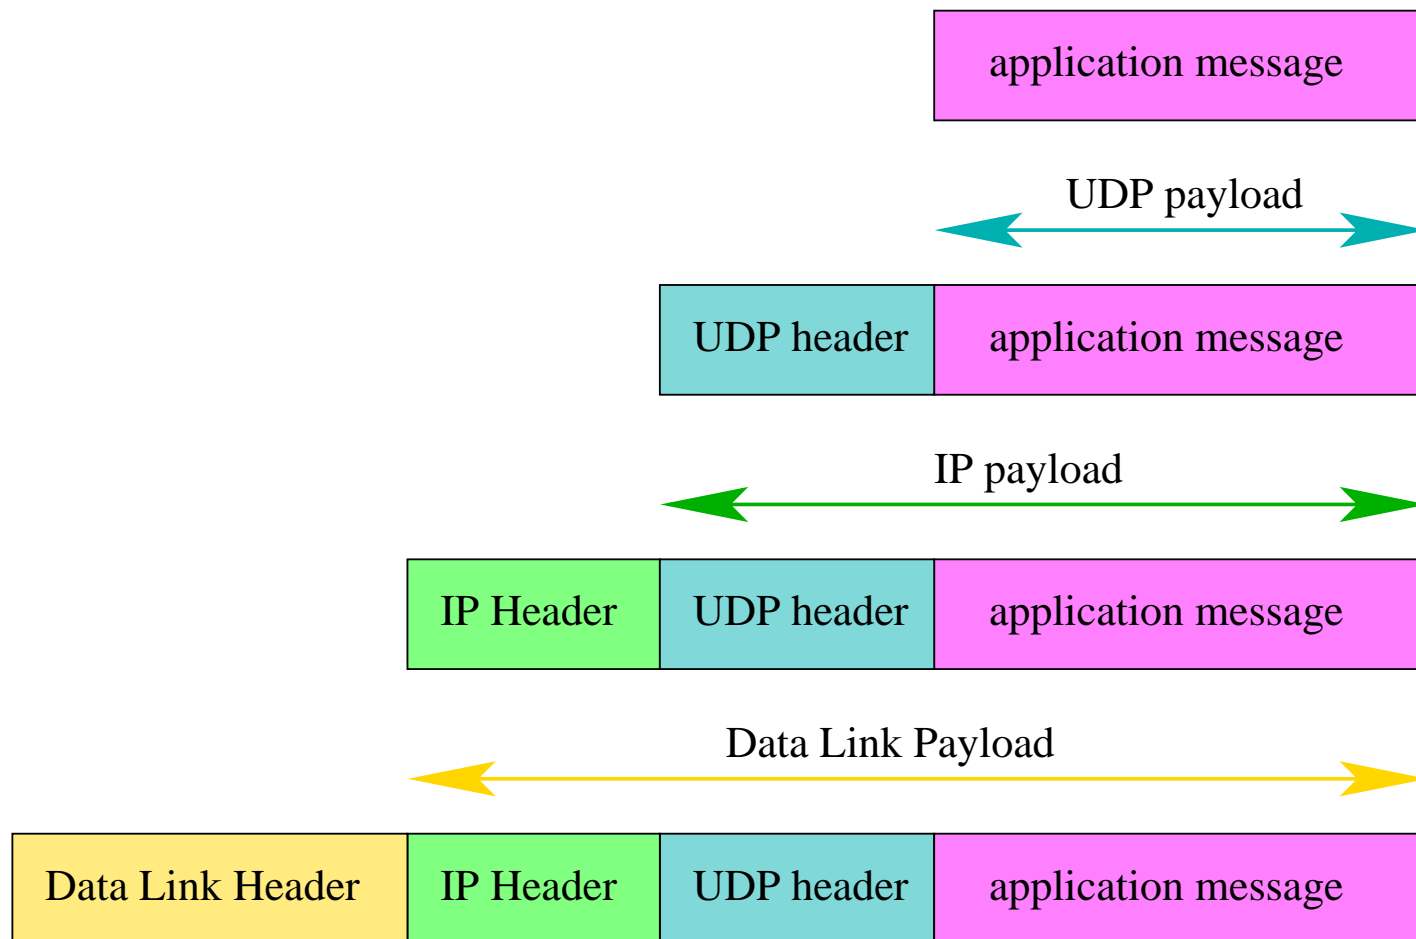 application message
UDP payload
UDP header application message
IP payload
IP Header UDP header application message
Data Link Payload
Data Link Header IP Header UDP header application message